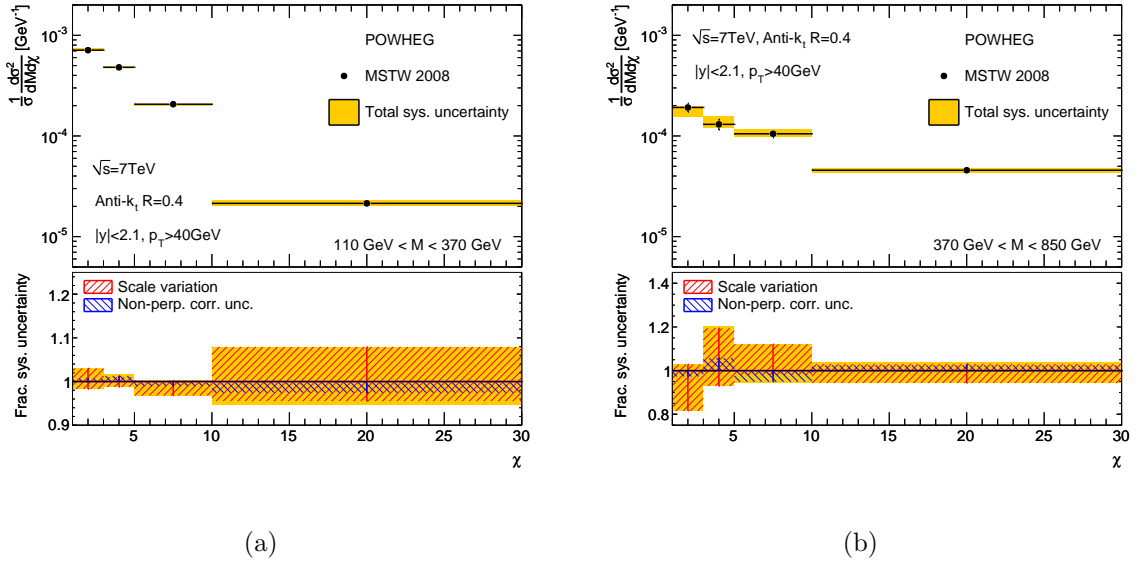 1/σ dσ²/dMdχ [GeV⁻¹]
10⁻³
10⁻⁴
10⁻⁵
POWHEG
MSTW 2008
Total sys. uncertainty
√s=7TeV
Anti-kₜ R=0.4
|y|<2.1, p_T>40GeV
110 GeV < M < 370 GeV
Frac. sys. uncertainty
1.2
1.1
1
0.9
Scale variation
Non-perp. corr. unc.
5 10 15 20 25 30
χ
(a)
1/σ dσ²/dMdχ [GeV⁻¹]
10⁻³
10⁻⁴
10⁻⁵
√s=7TeV, Anti-kₜ R=0.4
|y|<2.1, p_T>40GeV
POWHEG
MSTW 2008
Total sys. uncertainty
370 GeV < M < 850 GeV
Frac. sys. uncertainty
1.4
1.2
1
0.8
Scale variation
Non-perp. corr. unc.
5 10 15 20 25 30
χ
(b)